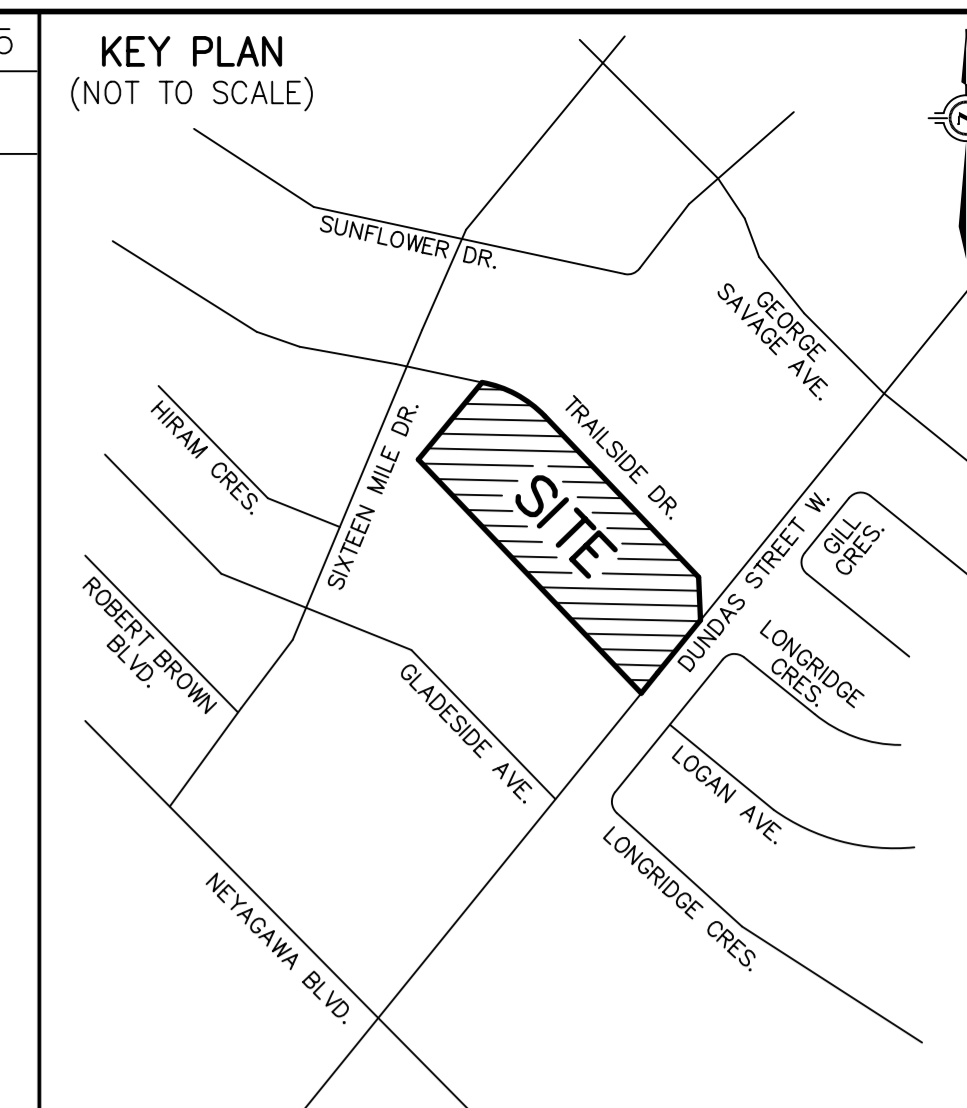 5
KEY PLAN
(NOT TO SCALE)
SUNFLOWER DR.
GEORGE
SAVAGE AVE.
TRAILSIDE DR.
HIRAM CRES.
SIXTEEN MILE DR.
SITE
DUNDAS STREET W.
GILL
CRES.
ROBERT BROWN
BLVD.
LONGRIDGE
CRES.
GLADESIDE AVE.
LOGAN AVE.
LONGRIDGE CRES.
NEYAGAWA BLVD.